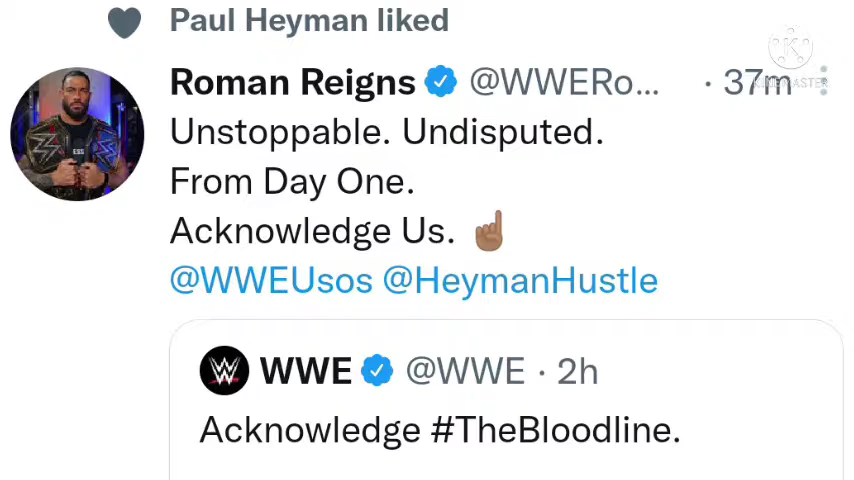 Paul Heyman liked
Roman Reigns @WWERo... · 37m
KINEMASTER
Unstoppable. Undisputed.
From Day One.
Acknowledge Us. ☝🏽
@WWEUsos @HeymanHustle
WWE @WWE · 2h
Acknowledge #TheBloodline.